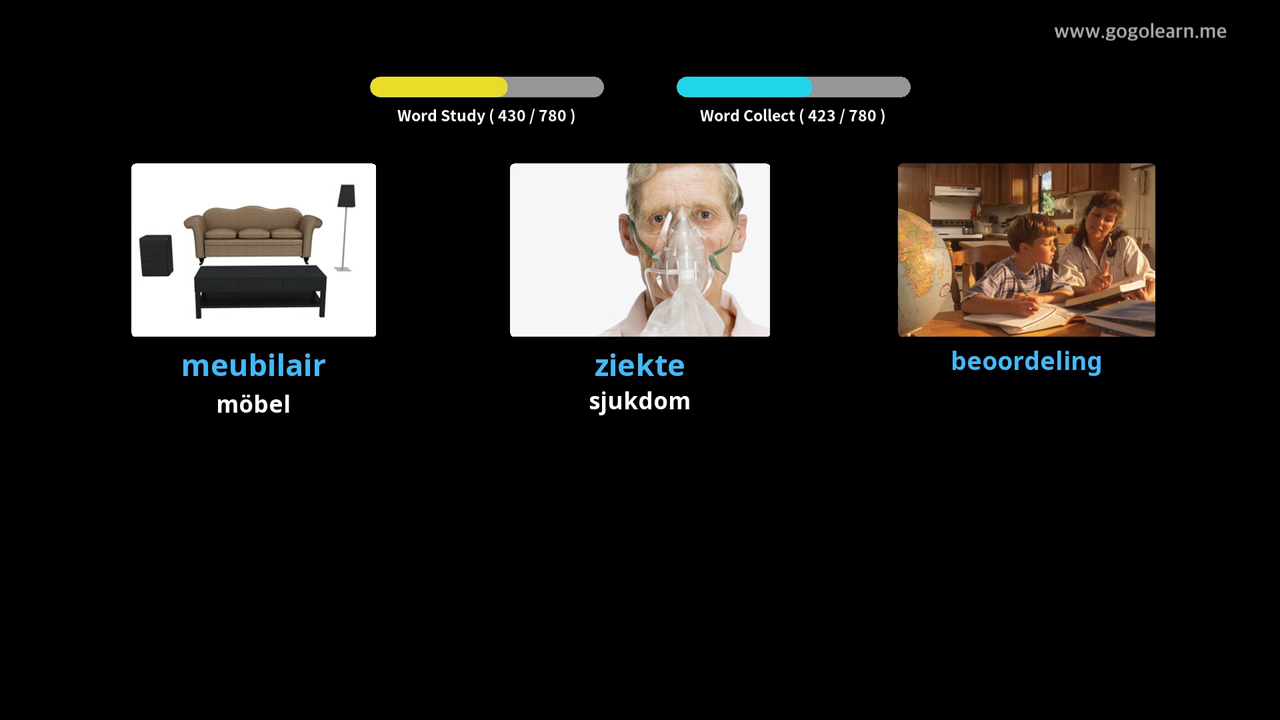 www.gogolearn.me
Word Study ( 430 / 780 )
Word Collect ( 423 / 780 )
meubilair
möbel
ziekte
sjukdom
beoordeling